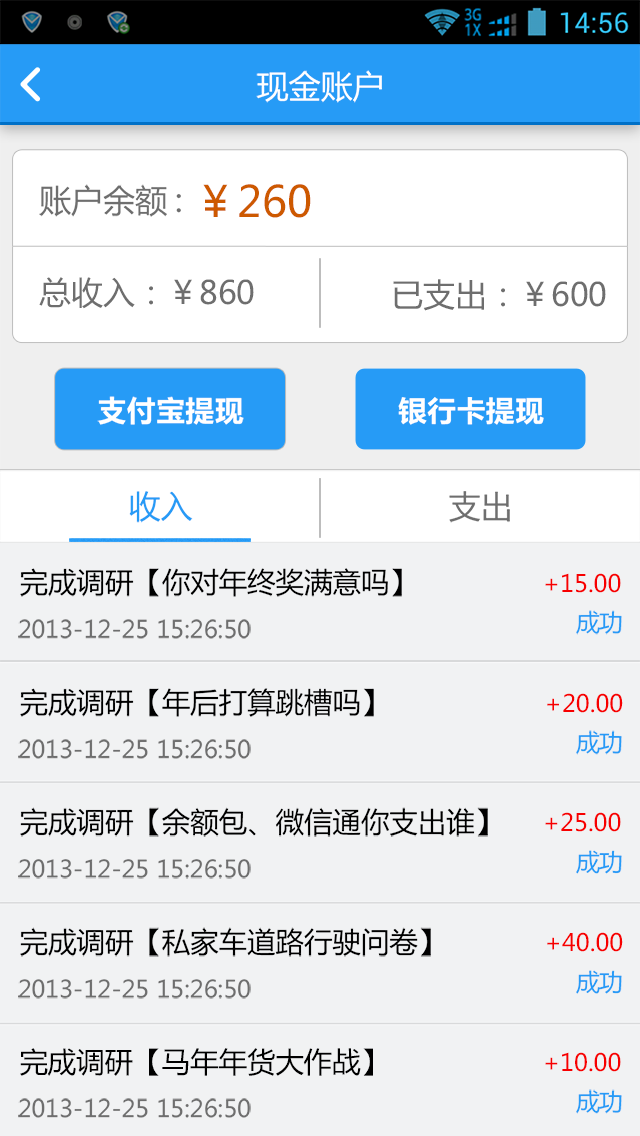 3G
1X
14:56
现金账户
账户余额：￥260
总收入：￥860
已支出：￥600
支付宝提现
银行卡提现
收入
支出
完成调研【你对年终奖满意吗】
+15.00
2013-12-25 15:26:50
成功
完成调研【年后打算跳槽吗】
+20.00
2013-12-25 15:26:50
成功
完成调研【余额包、微信通你支出谁】
+25.00
2013-12-25 15:26:50
成功
完成调研【私家车道路行驶问卷】
+40.00
2013-12-25 15:26:50
成功
完成调研【马年年货大作战】
+10.00
2013-12-25 15:26:50
成功